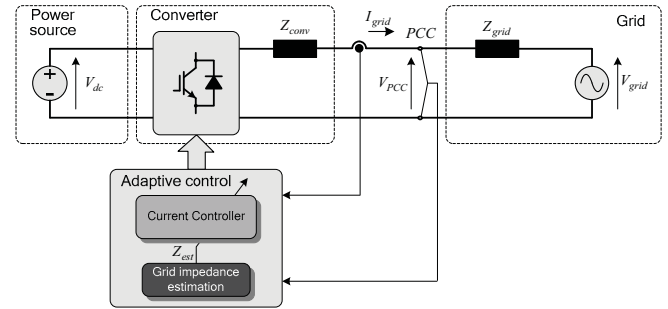 Power
source
Converter
Z_conv
I_grid
PCC
Z_grid
Grid
+
−
V_dc
V_PCC
V_grid
Adaptive control
Current Controller
Z_est
Grid impedance
estimation